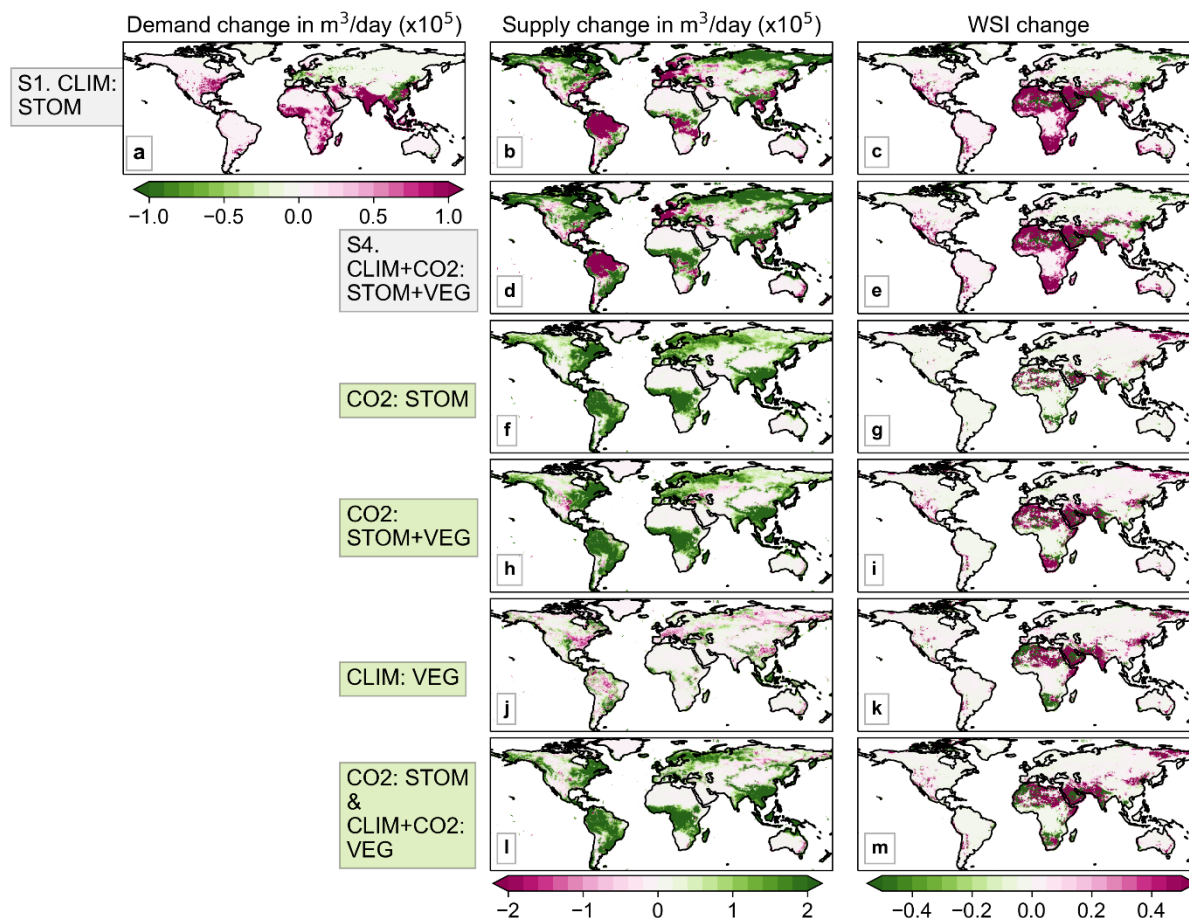 Demand change in m³/day (x10⁵)
Supply change in m³/day (x10⁵)
WSI change
S1. CLIM:
STOM
a
b
c
−1.0 −0.5 0.0 0.5 1.0
S4.
CLIM+CO2:
STOM+VEG
d
e
CO2: STOM
f
g
CO2:
STOM+VEG
h
i
CLIM: VEG
j
k
CO2: STOM
&
CLIM+CO2:
VEG
l
m
−2 −1 0 1 2
−0.4 −0.2 0.0 0.2 0.4